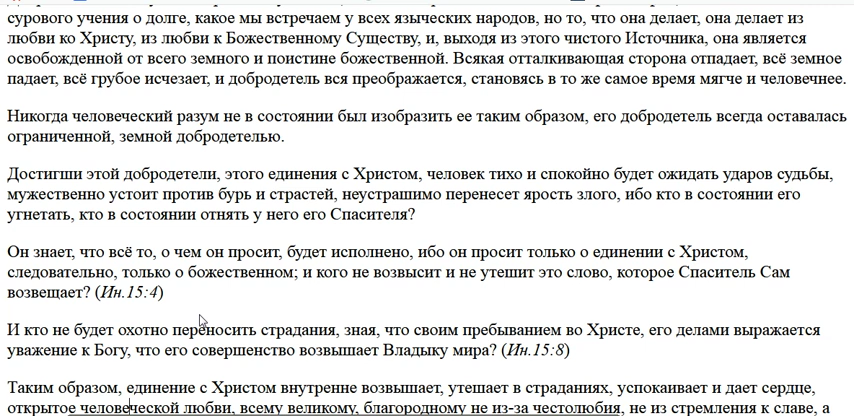 сурового учения о долге, какое мы встречаем у всех языческих народов, но то, что она делает, она делает из
любви ко Христу, из любви к Божественному Существу, и, выходя из этого чистого Источника, она является
освобожденной от всего земного и поистине божественной. Всякая отталкивающая сторона отпадает, всё земное
падает, всё грубое исчезает, и добродетель вся преображается, становясь в то же самое время мягче и человечнее.
Никогда человеческий разум не в состоянии был изобразить ее таким образом, его добродетель всегда оставалась
ограниченной, земной добродетелью.
Достигши этой добродетели, этого единения с Христом, человек тихо и спокойно будет ожидать ударов судьбы,
мужественно устоит против бурь и страстей, неустрашимо перенесет ярость злого, ибо кто в состоянии его
угнетать, кто в состоянии отнять у него его Спасителя?
Он знает, что всё то, о чем он просит, будет исполнено, ибо он просит только о единении с Христом,
следовательно, только о божественном; и кого не возвысит и не утешит это слово, которое Спаситель Сам
возвещает? (Ин.15:4)
И кто не будет охотно переносить страдания, зная, что своим пребыванием во Христе, его делами выражается
уважение к Богу, что его совершенство возвышает Владыку мира? (Ин.15:8)
Таким образом, единение с Христом внутренне возвышает, утешает в страданиях, успокаивает и дает сердце,
открытое человеческой любви, всему великому, благородному не из-за честолюбия, не из стремления к славе, а